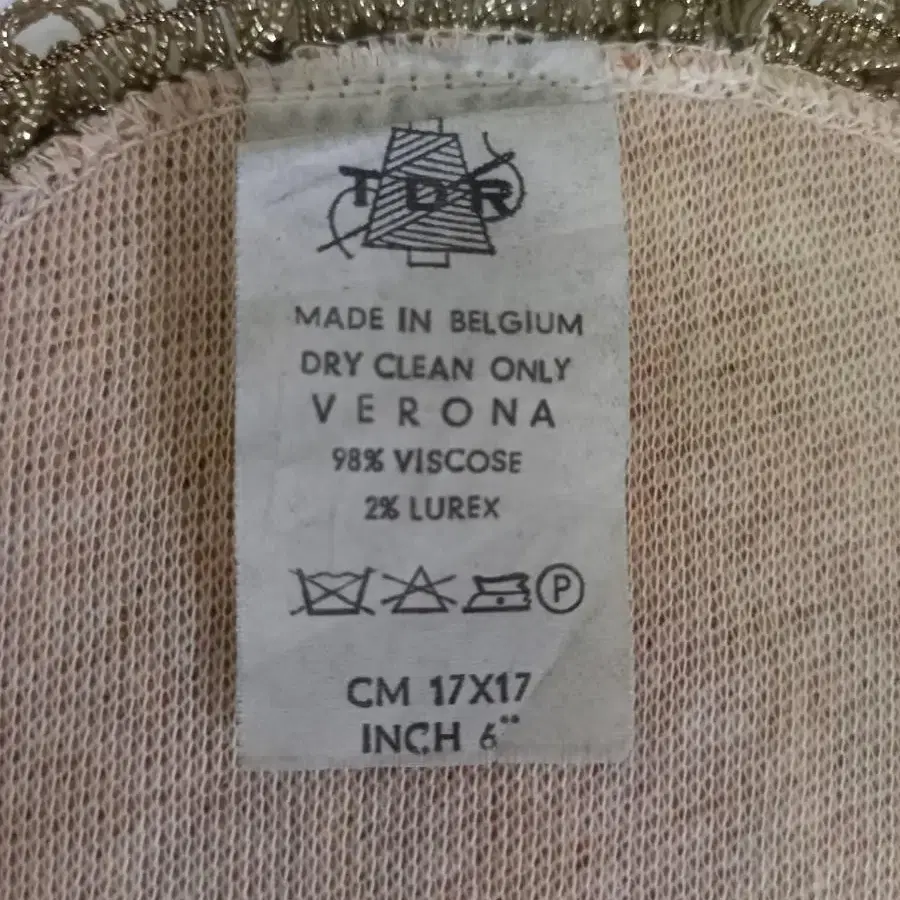 TDR
MADE IN BELGIUM
DRY CLEAN ONLY
VERONA
98% VISCOSE
2% LUREX
P
CM 17X17
INCH 6"